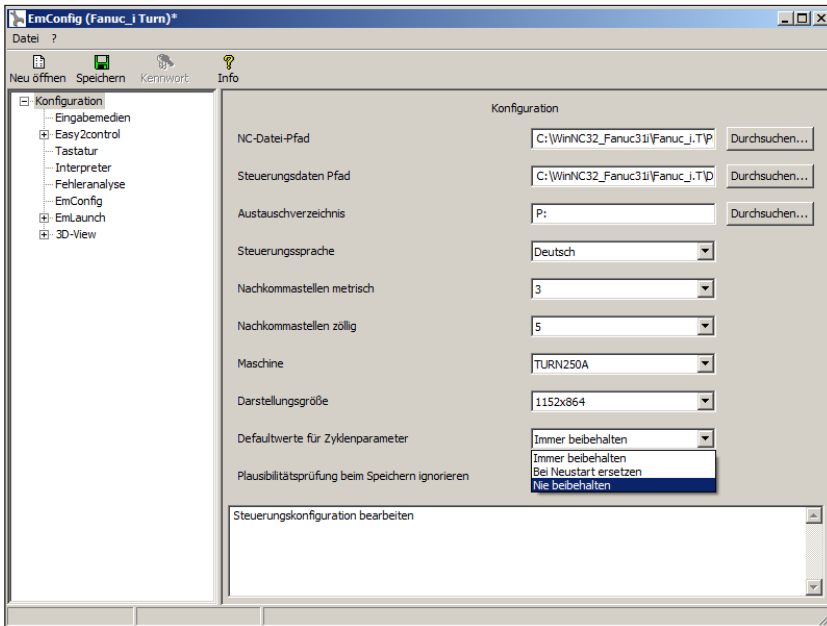 EmConfig (Fanuc_i Turn)*
Datei ?
Neu öffnen Speichern Kennwort Info
Konfiguration
Eingabemedien
Easy2control
Tastatur
Interpreter
Fehleranalyse
EmConfig
EmLaunch
3D-View
Konfiguration
NC-Datei-Pfad C:\WinNC32_Fanuc31i\Fanuc_i.T\P Durchsuchen...
Steuerungsdaten Pfad C:\WinNC32_Fanuc31i\Fanuc_i.T\D Durchsuchen...
Austauschverzeichnis P: Durchsuchen...
Steuerungssprache Deutsch
Nachkommastellen metrisch 3
Nachkommastellen zöllig 5
Maschine TURN250A
Darstellungsgröße 1152x864
Defaultwerte für Zyklenparameter Immer beibehalten
Immer beibehalten
Bei Neustart ersetzen
Nie beibehalten
Plausibilitätsprüfung beim Speichern ignorieren
Steuerungskonfiguration bearbeiten